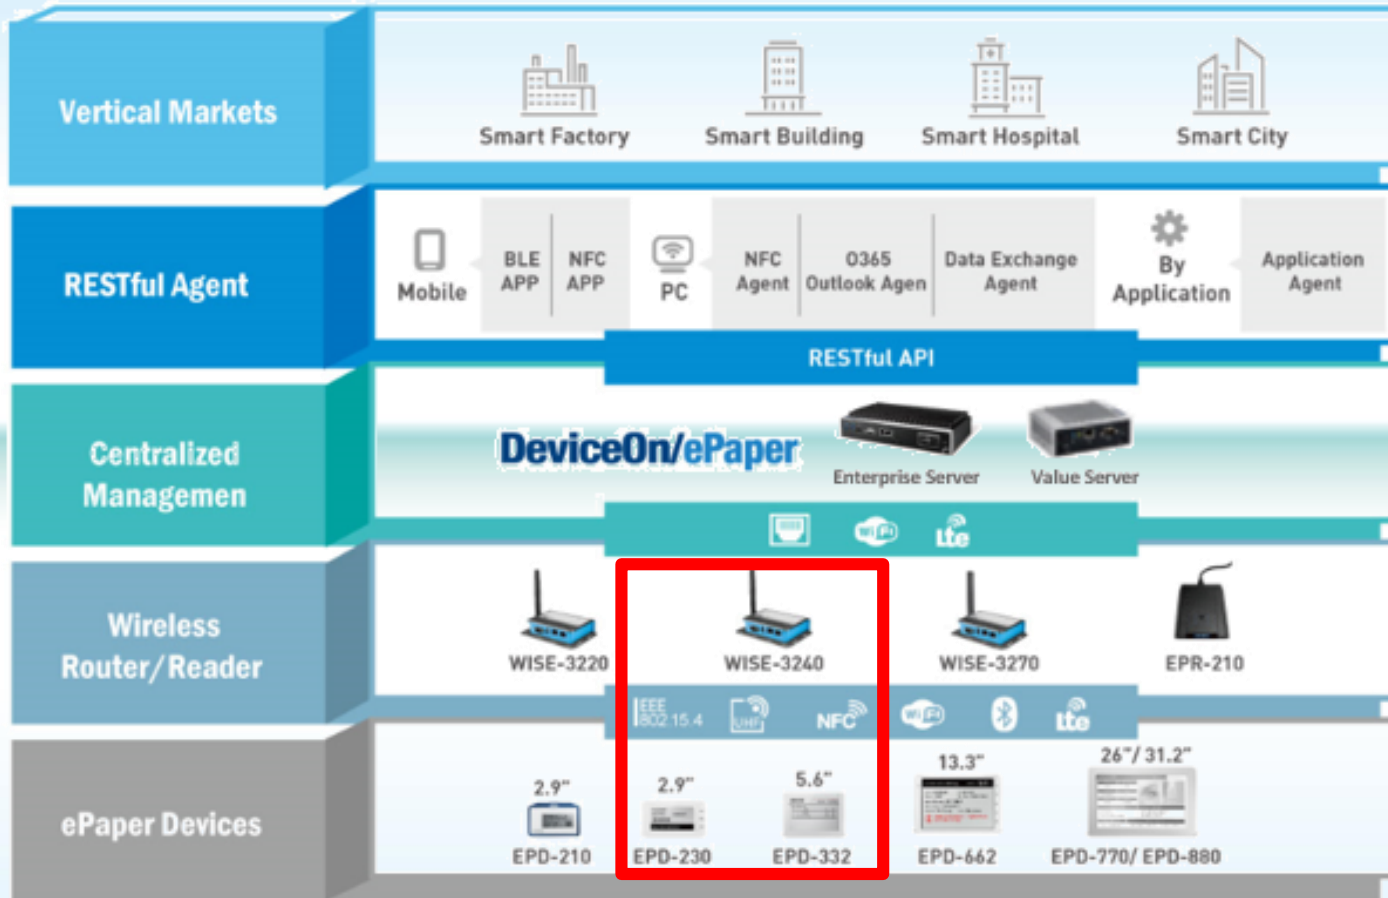 Vertical Markets
Smart Factory
Smart Building
Smart Hospital
Smart City
RESTful Agent
Mobile
BLE
APP
NFC
APP
PC
NFC
Agent
O365
Outlook Agen
Data Exchange
Agent
By
Application
Application
Agent
RESTful API
Centralized
Managemen
DeviceOn/ePaper
Enterprise Server
Value Server
WiFi
Lte
Wireless
Router/Reader
WISE-3220
WISE-3240
WISE-3270
EPR-210
IEEE
802.15.4
UHF
NFC
WiFi
Lte
ePaper Devices
2.9"
EPD-210
2.9"
EPD-230
5.6"
EPD-332
13.3"
EPD-662
26"/ 31.2"
EPD-770/ EPD-880